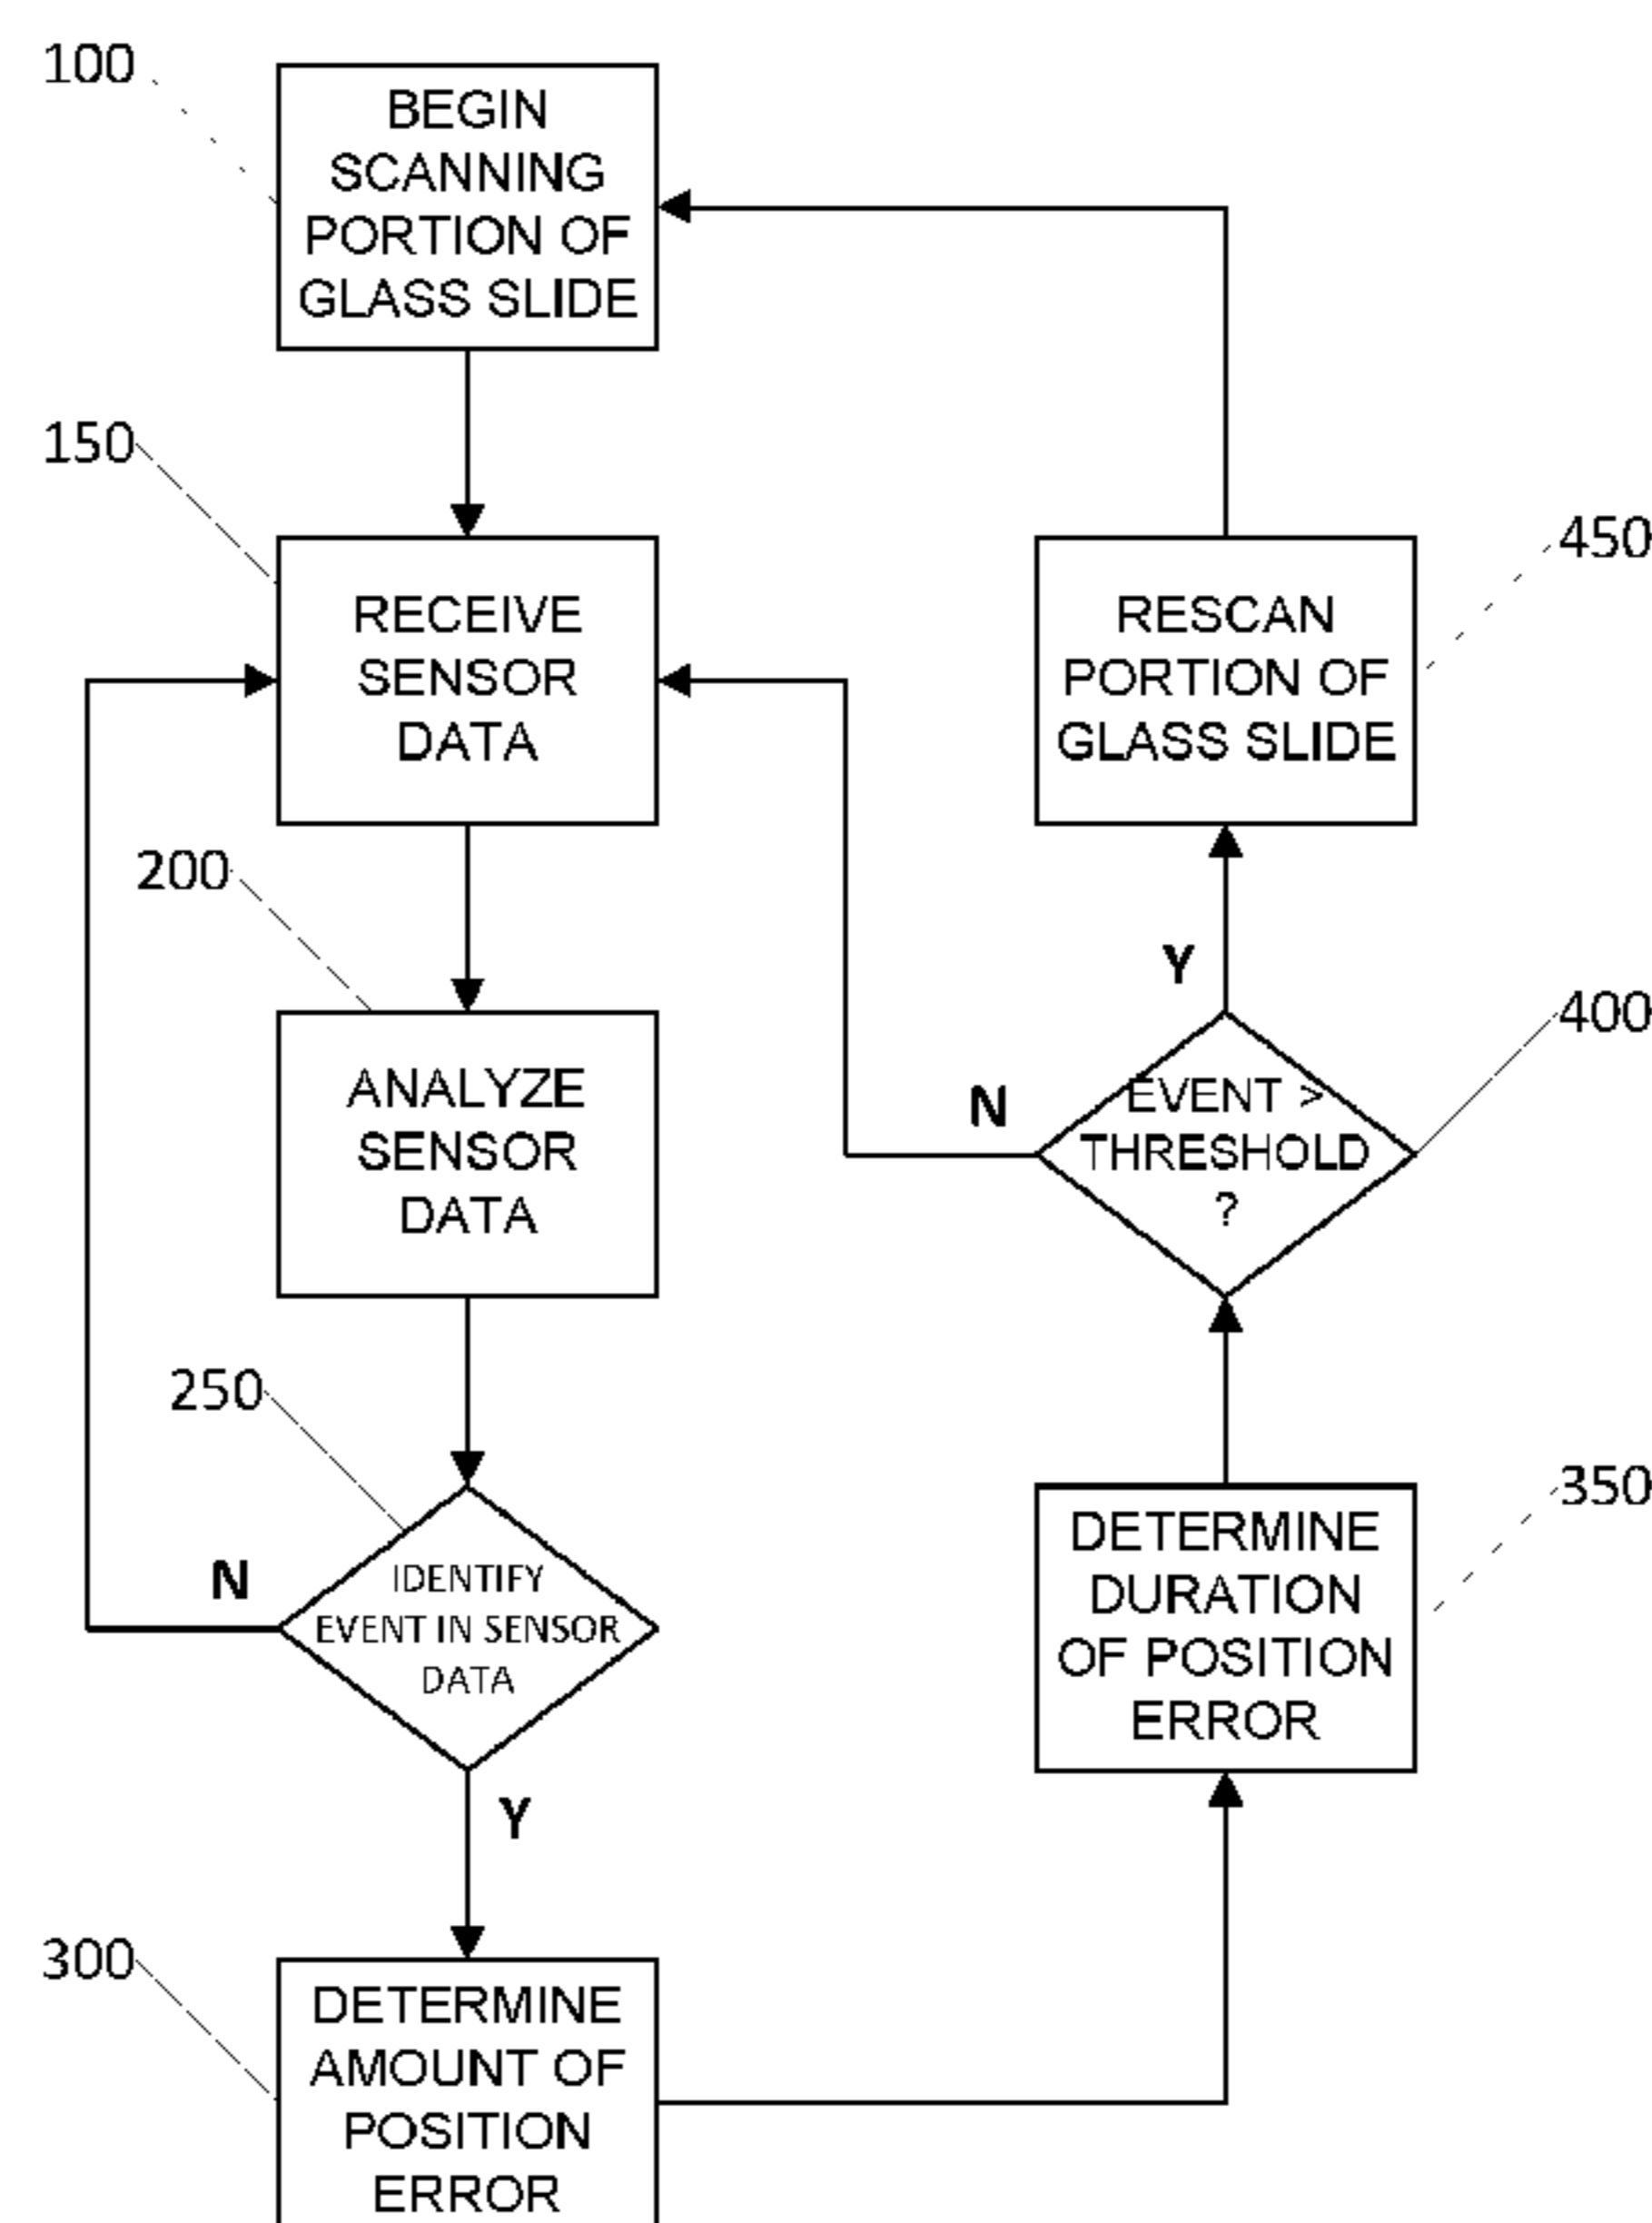 100
BEGIN
SCANNING
PORTION OF
GLASS SLIDE
150
RECEIVE
SENSOR
DATA
200
ANALYZE
SENSOR
DATA
250
IDENTIFY
EVENT IN SENSOR
DATA
N
Y
300
DETERMINE
AMOUNT OF
POSITION
ERROR
350
DETERMINE
DURATION
OF POSITION
ERROR
400
EVENT >
THRESHOLD
?
N
Y
450
RESCAN
PORTION OF
GLASS SLIDE